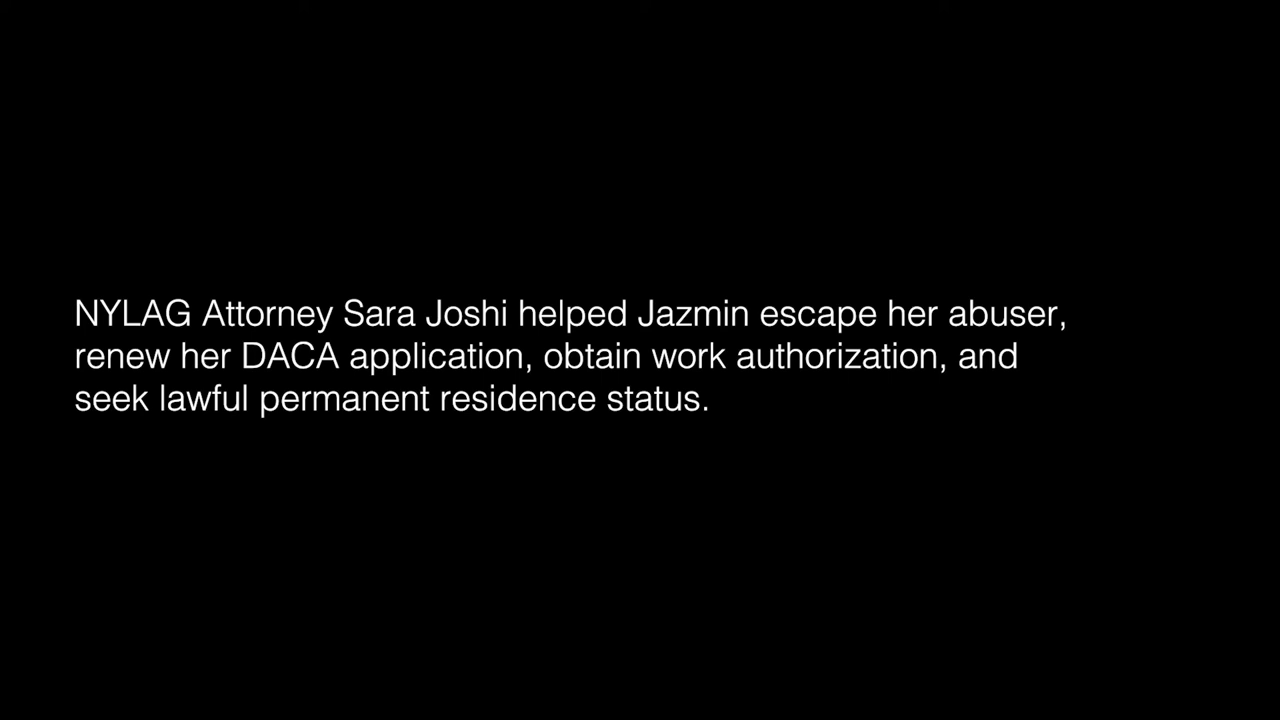 NYLAG Attorney Sara Joshi helped Jazmin escape her abuser,
renew her DACA application, obtain work authorization, and
seek lawful permanent residence status.